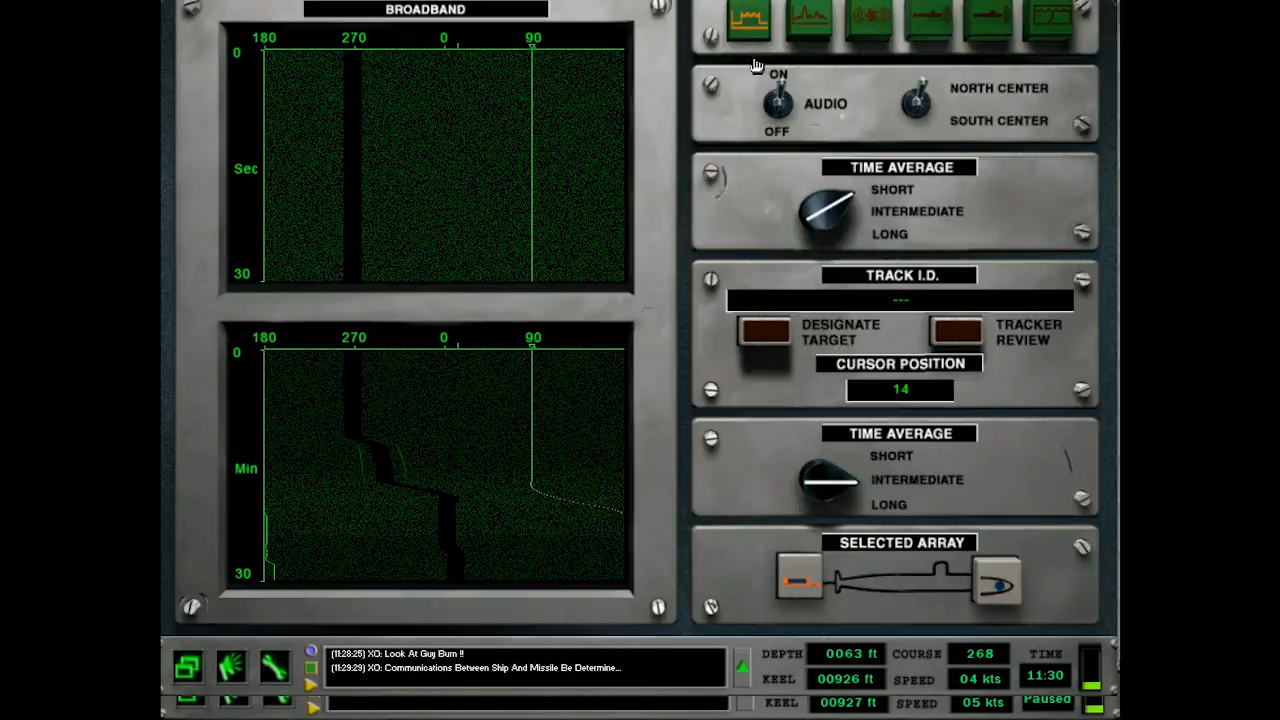 BROADBAND
180 270 0 90
0
Sec
30
180 270 0 90
0
Min
30
ON
AUDIO
OFF
NORTH CENTER
SOUTH CENTER
TIME AVERAGE
SHORT
INTERMEDIATE
LONG
TRACK I.D.
---
DESIGNATE TARGET
TRACKER REVIEW
CURSOR POSITION
14
TIME AVERAGE
SHORT
INTERMEDIATE
LONG
SELECTED ARRAY
(11:28:25) XO: Look At Guy Burn !!
(11:29:29) XO: Communications Between Ship And Missile Be Determine...
DEPTH 0063 ft COURSE 268 TIME
KEEL 00926 ft SPEED 04 kts 11:30
KEEL 00927 ft SPEED 05 kts Paused